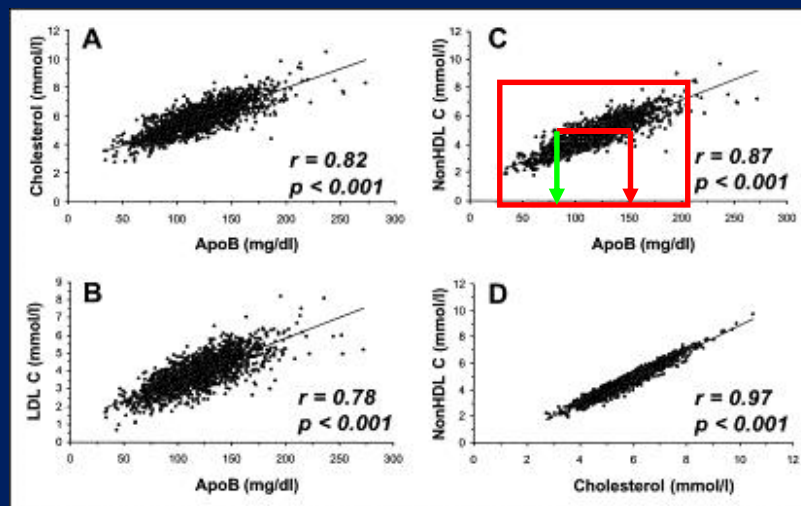 A
Cholesterol (mmol/l)
12
10
8
6
4
2
0
r = 0.82
p < 0.001
0 50 100 150 200 250 300
ApoB (mg/dl)
C
NonHDL C (mmol/l)
12
10
8
6
4
2
0
r = 0.87
p < 0.001
0 50 100 150 200 250 300
ApoB (mg/dl)
B
LDL C (mmol/l)
9
8
7
6
5
4
3
2
1
0
r = 0.78
p < 0.001
0 50 100 150 200 250 300
ApoB (mg/dl)
D
NonHDL C (mmol/l)
12
10
8
6
4
2
0
r = 0.97
p < 0.001
0 2 4 6 8 10 12
Cholesterol (mmol/l)